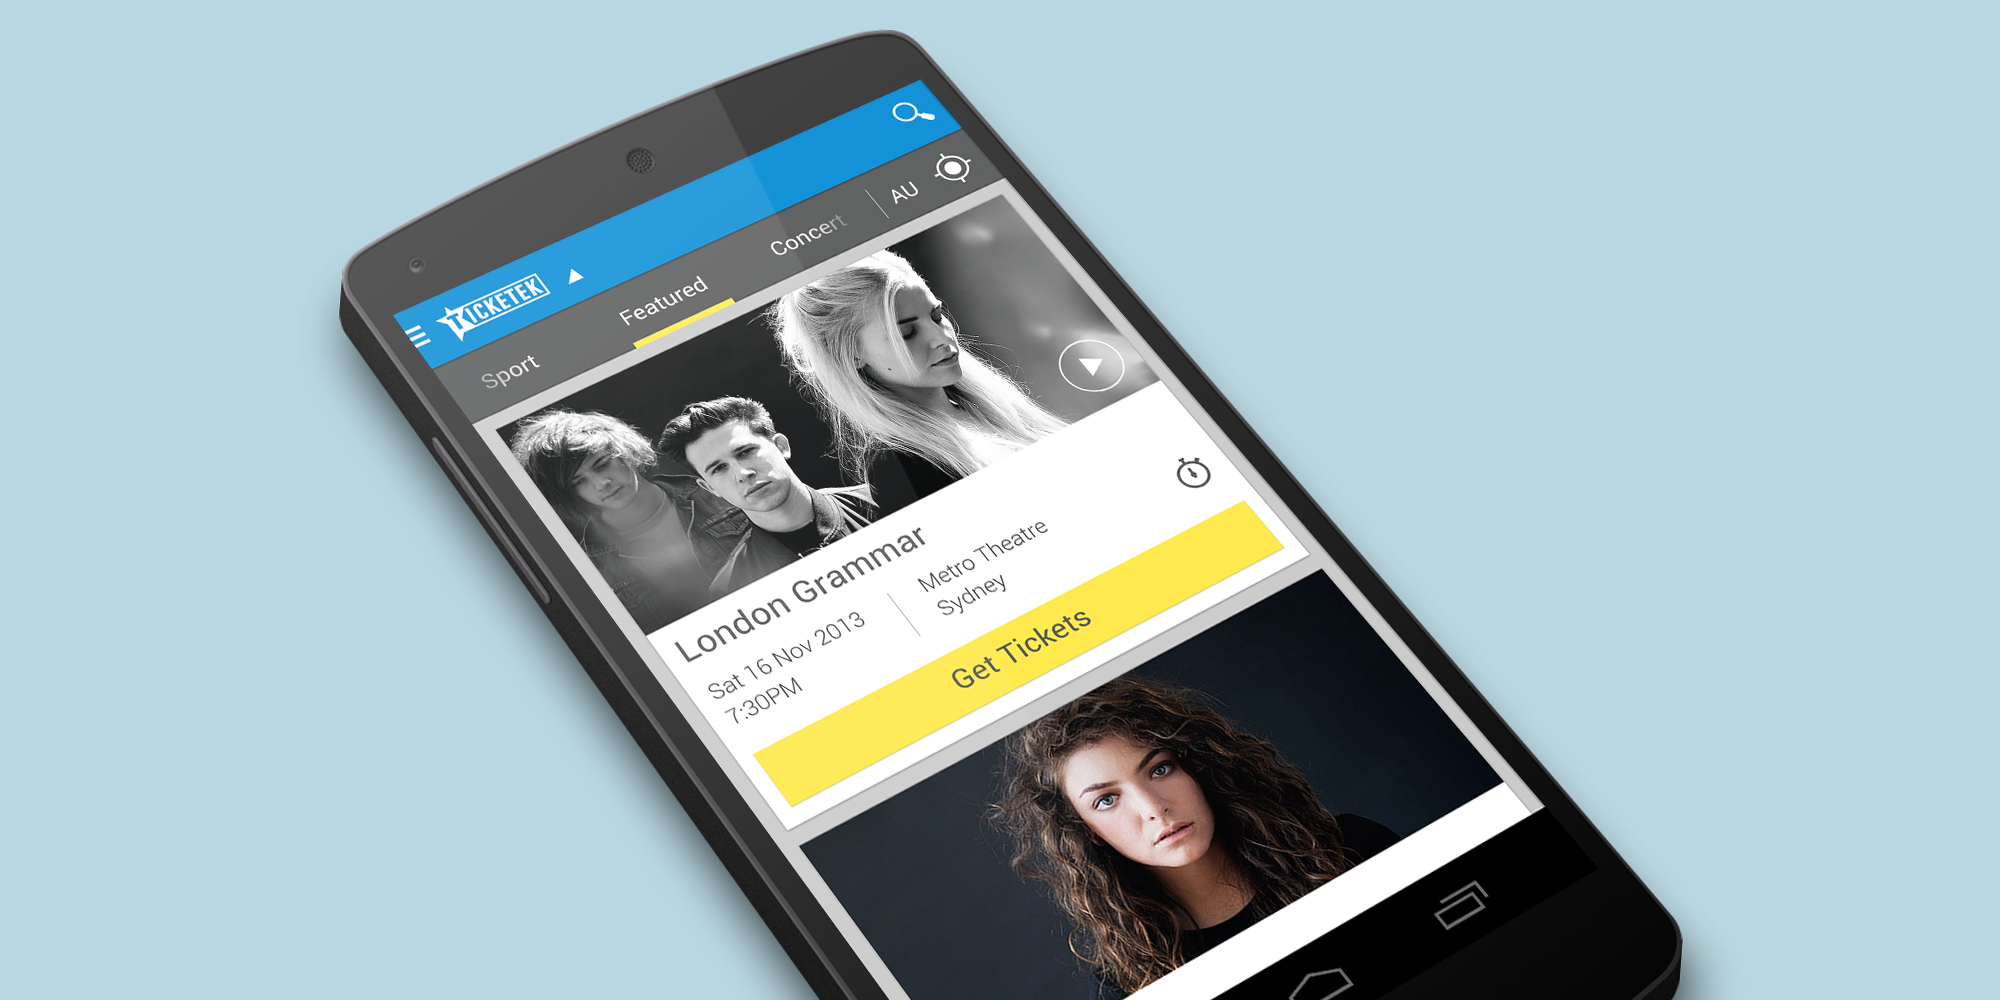 TICKETEK
Sport
Featured
Concert
AU
London Grammar
Sat 16 Nov 2013
7:30PM
Metro Theatre
Sydney
Get Tickets